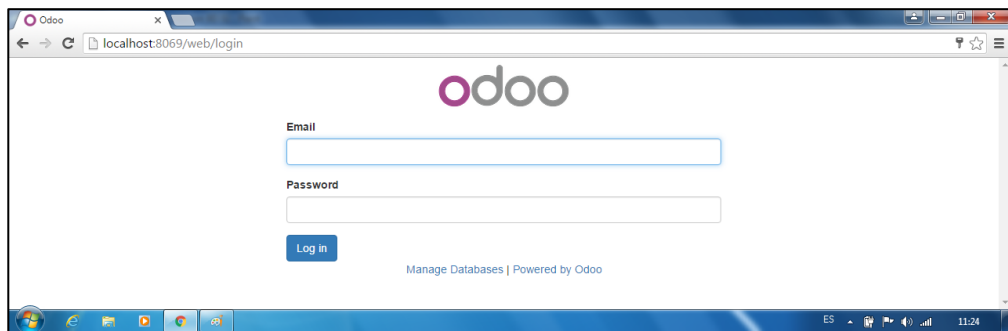 Odoo
localhost:8069/web/login
odoo
Email
Password
Log in
Manage Databases | Powered by Odoo
ES
11:24